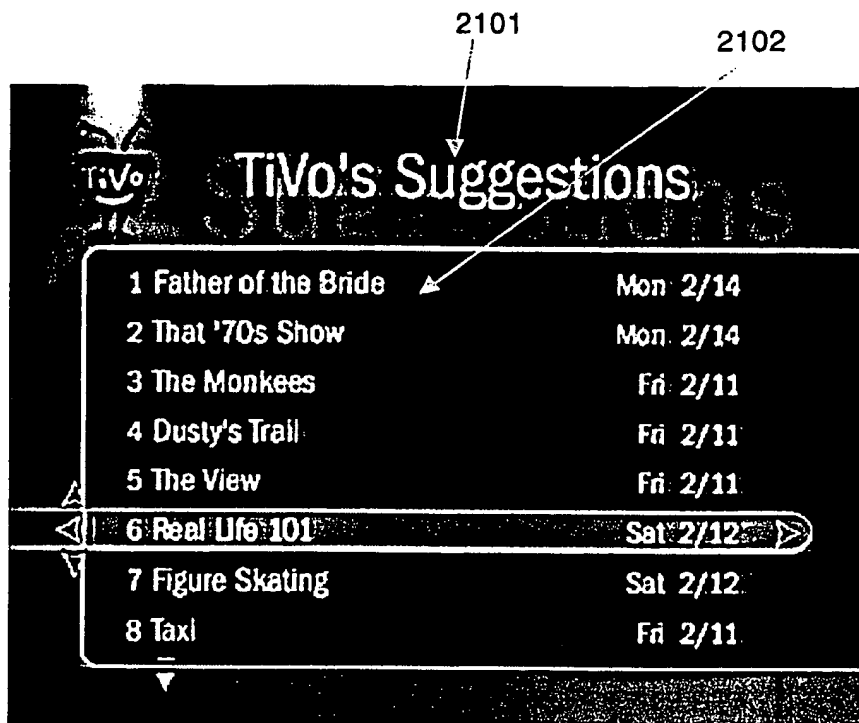 2101
2102
TiVo
TiVo's Suggestions
1 Father of the Bride Mon 2/14
2 That '70s Show Mon 2/14
3 The Monkees Fri 2/11
4 Dusty's Trail Fri 2/11
5 The View Fri 2/11
6 Real Life 101 Sat 2/12
7 Figure Skating Sat 2/12
8 Taxi Fri 2/11